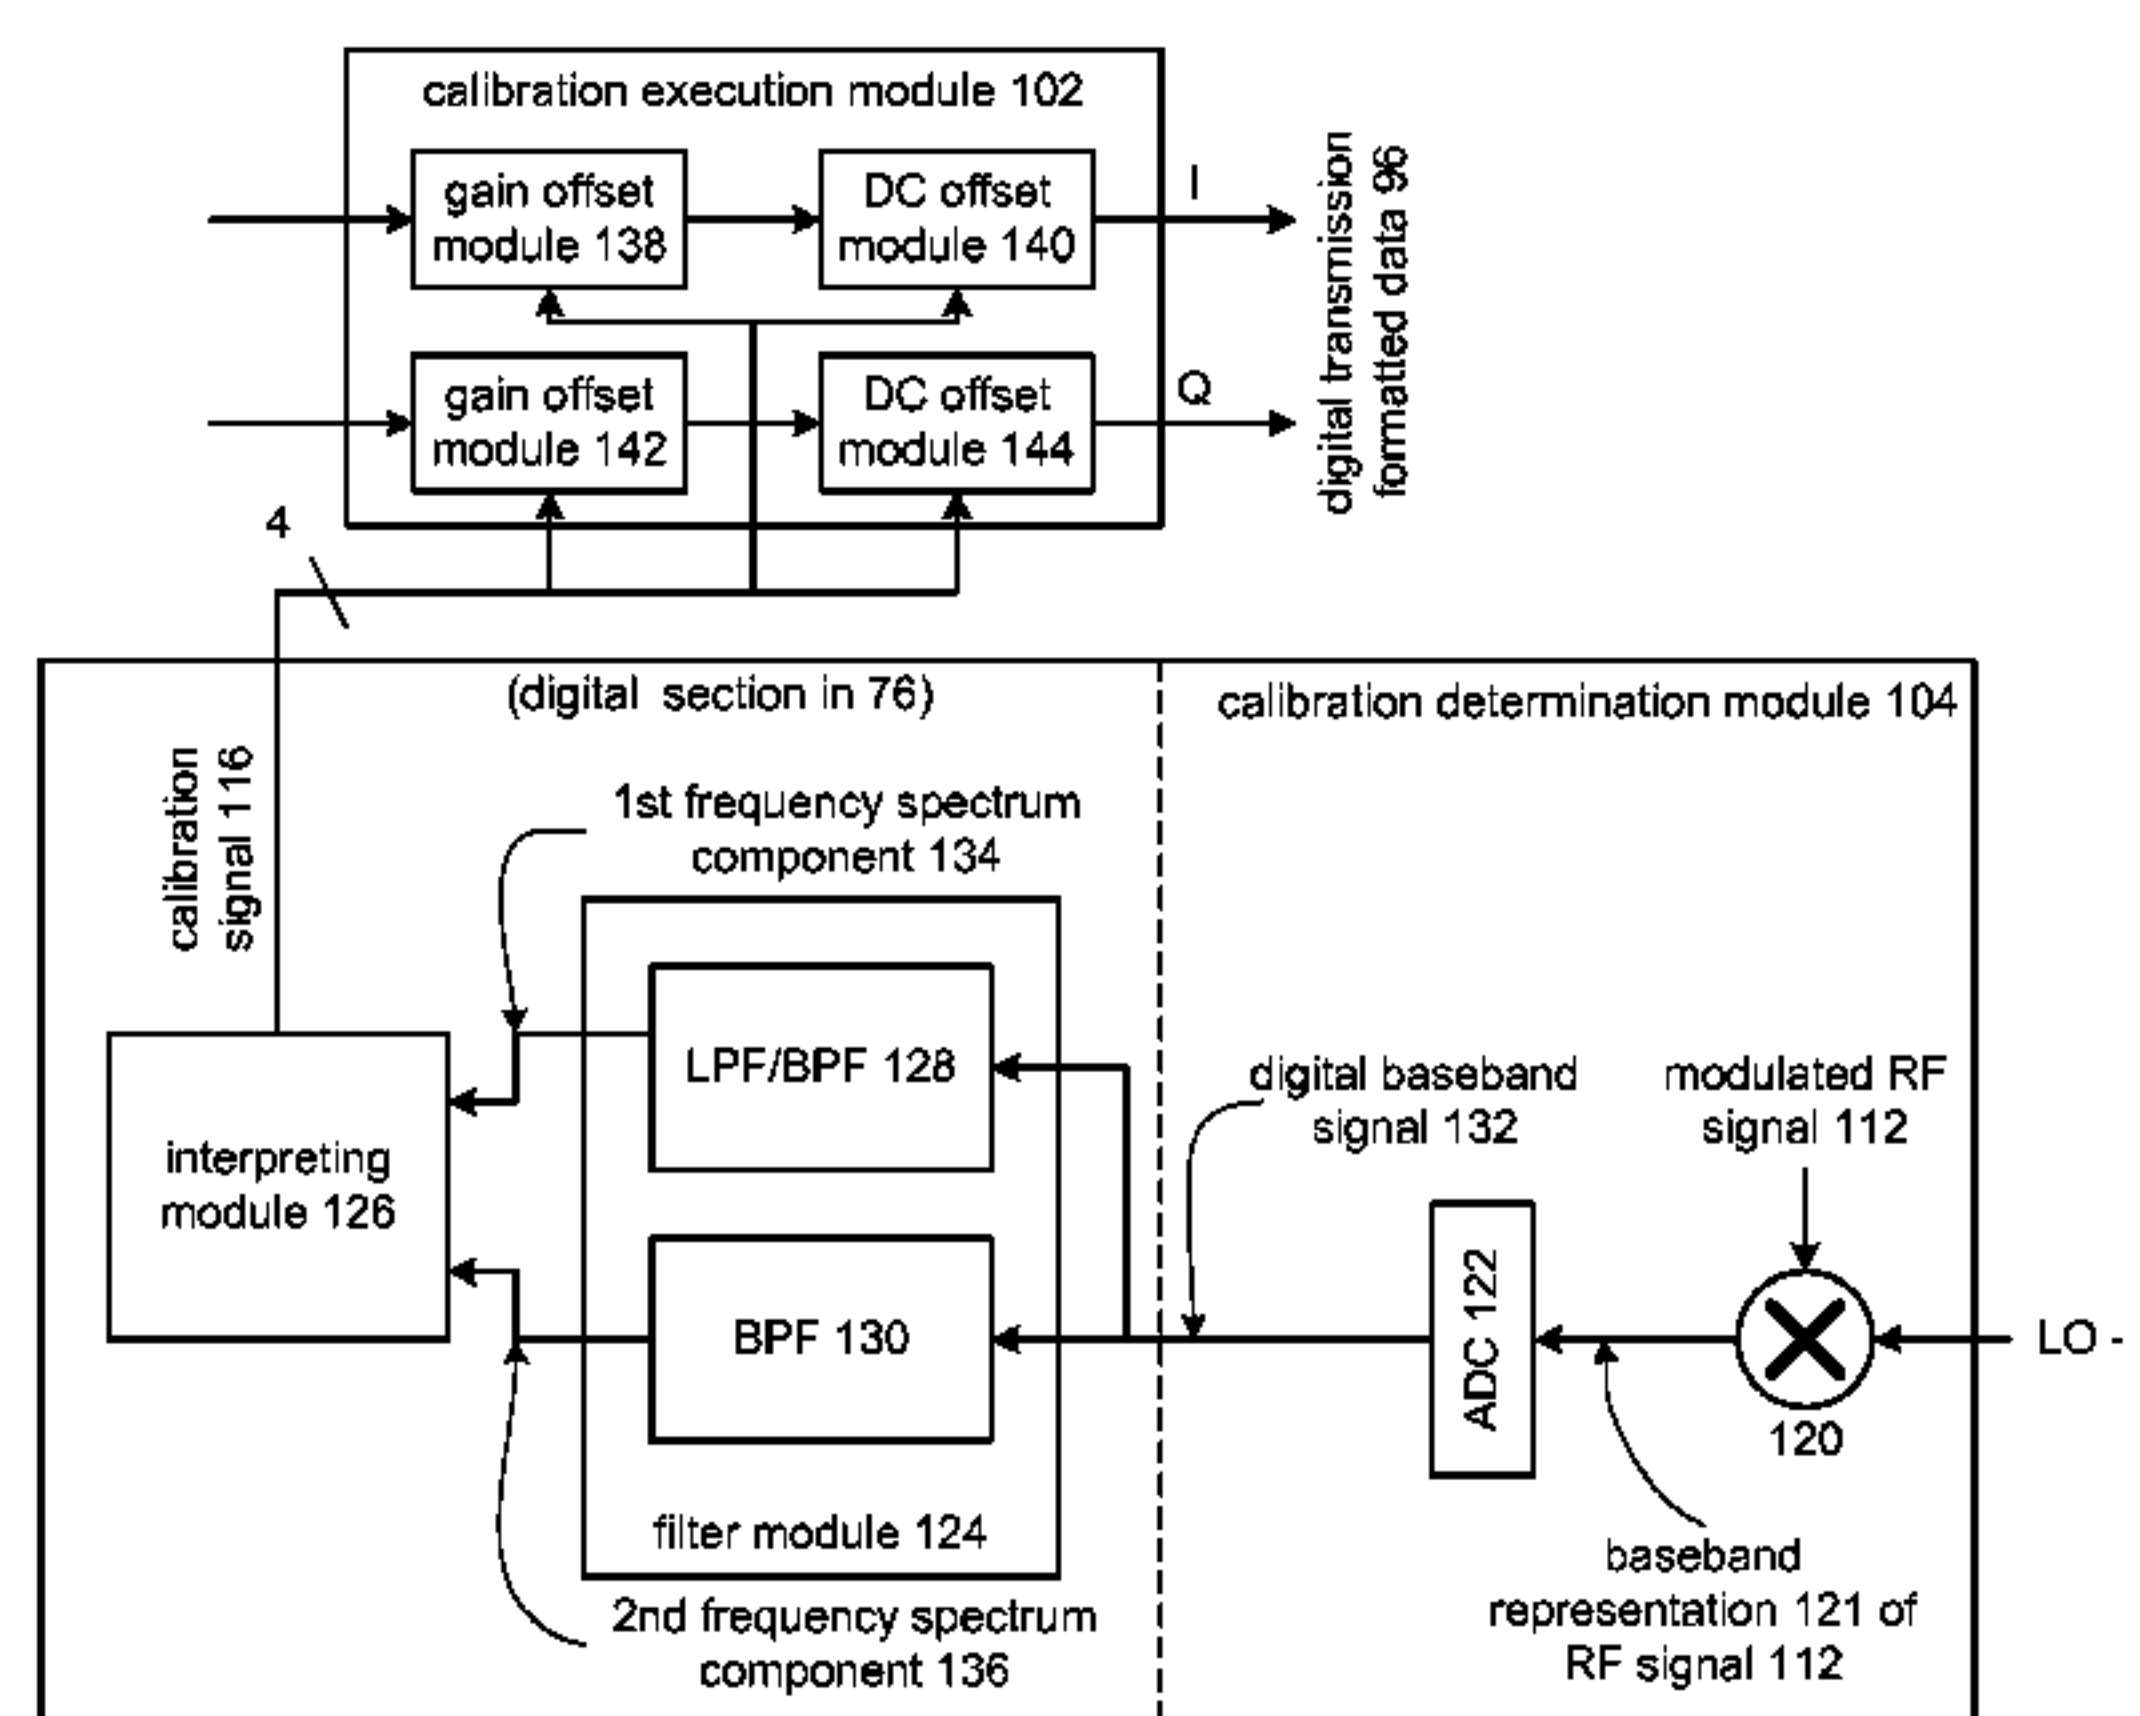 calibration execution module 102
gain offset
module 138
DC offset
module 140
I
gain offset
module 142
DC offset
module 144
Q
digital transmission
formatted data 96
4
(digital section in 76)
calibration determination module 104
calibration
signal 116
1st frequency spectrum
component 134
LPF/BPF 128
interpreting
module 126
BPF 130
filter module 124
2nd frequency spectrum
component 136
digital baseband
signal 132
modulated RF
signal 112
ADC 122
120
LO -
baseband
representation 121 of
RF signal 112